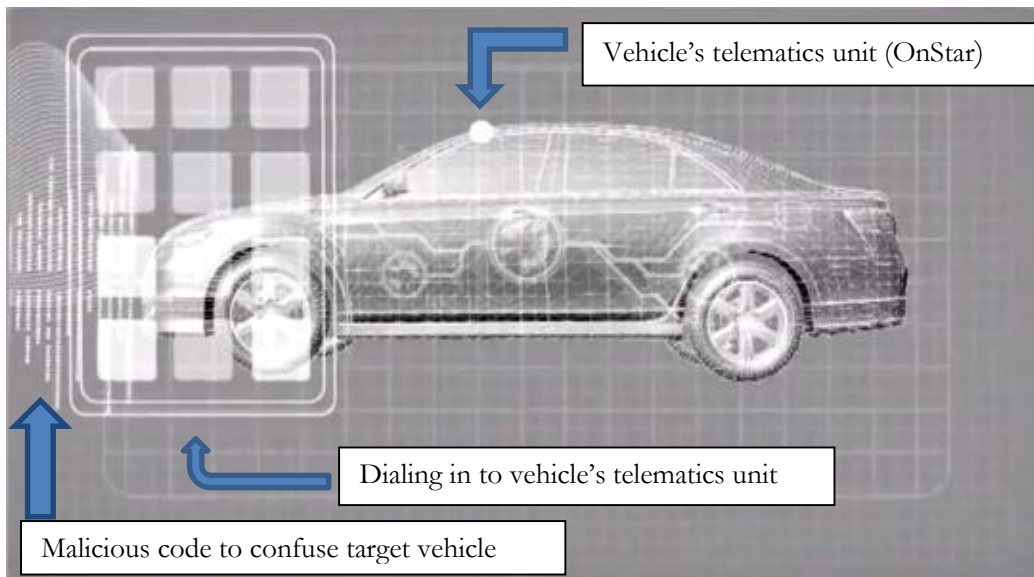 Vehicle’s telematics unit (OnStar)
Dialing in to vehicle’s telematics unit
Malicious code to confuse target vehicle